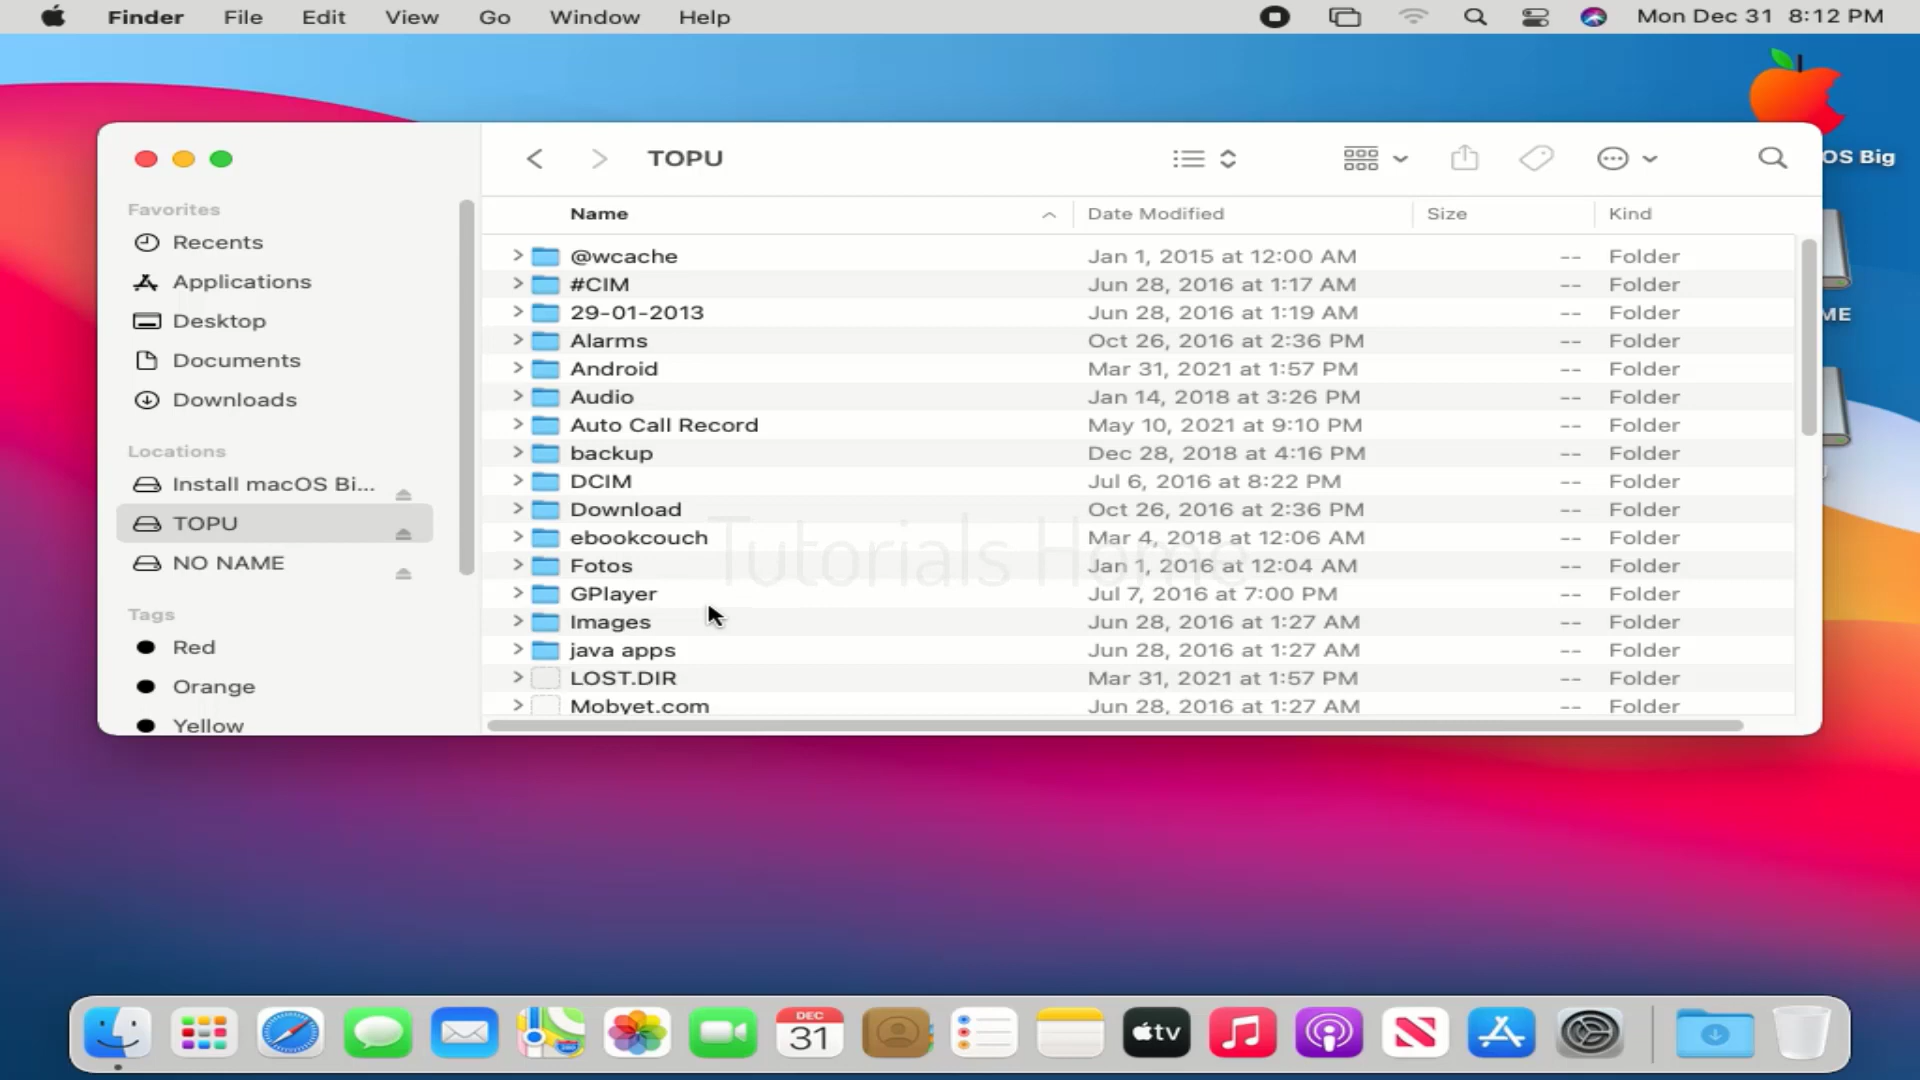 Finder File Edit View Go Window Help Mon Dec 31 8:12 PM
OS Big
TOPU
Favorites
Recents
Applications
Desktop
Documents
Downloads
Locations
Install macOS Bi...
TOPU
NO NAME
Tags
Red
Orange
Yellow
Name Date Modified Size Kind
@wcache Jan 1, 2015 at 12:00 AM -- Folder
#CIM Jun 28, 2016 at 1:17 AM -- Folder
29-01-2013 Jun 28, 2016 at 1:19 AM -- Folder
Alarms Oct 26, 2016 at 2:36 PM -- Folder
Android Mar 31, 2021 at 1:57 PM -- Folder
Audio Jan 14, 2018 at 3:26 PM -- Folder
Auto Call Record May 10, 2021 at 9:10 PM -- Folder
backup Dec 28, 2018 at 4:16 PM -- Folder
DCIM Jul 6, 2016 at 8:22 PM -- Folder
Download Oct 26, 2016 at 2:36 PM -- Folder
ebookcouch Mar 4, 2018 at 12:06 AM -- Folder
Fotos Jan 1, 2016 at 12:04 AM -- Folder
GPlayer Jul 7, 2016 at 7:00 PM -- Folder
Images Jun 28, 2016 at 1:27 AM -- Folder
java apps Jun 28, 2016 at 1:27 AM -- Folder
LOST.DIR Mar 31, 2021 at 1:57 PM -- Folder
Mobyet.com Jun 28, 2016 at 1:27 AM -- Folder
Tutorials Home
ME
DEC
31
tv